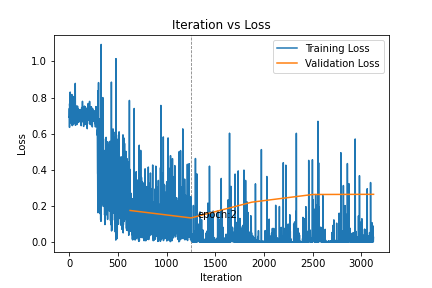 Iteration vs Loss
Training Loss
Validation Loss
Loss
1.0
0.8
0.6
0.4
0.2
0.0
epoch:2
0
500
1000
1500
2000
2500
3000
Iteration